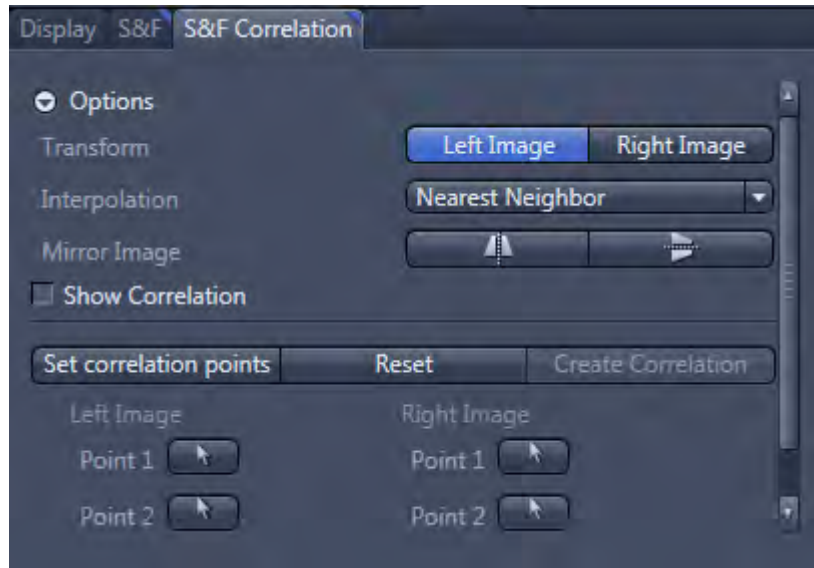 Display S&F S&F Correlation
Options
Transform Left Image Right Image
Interpolation Nearest Neighbor
Mirror Image
Show Correlation
Set correlation points Reset Create Correlation
Left Image Right Image
Point 1 Point 1
Point 2 Point 2